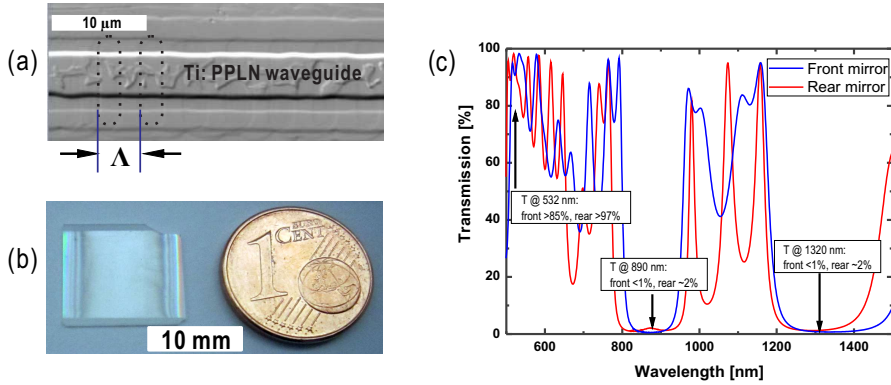 (a)
10 μm
Ti: PPLN waveguide
Λ
(b)
1
EURO
CENT
10 mm
(c)
Transmission [%]
100
80
60
40
20
0
Front mirror
Rear mirror
T @ 532 nm:
front >85%, rear >97%
T @ 890 nm:
front <1%, rear ~2%
T @ 1320 nm:
front <1%, rear ~2%
600
800
1000
1200
1400
Wavelength [nm]